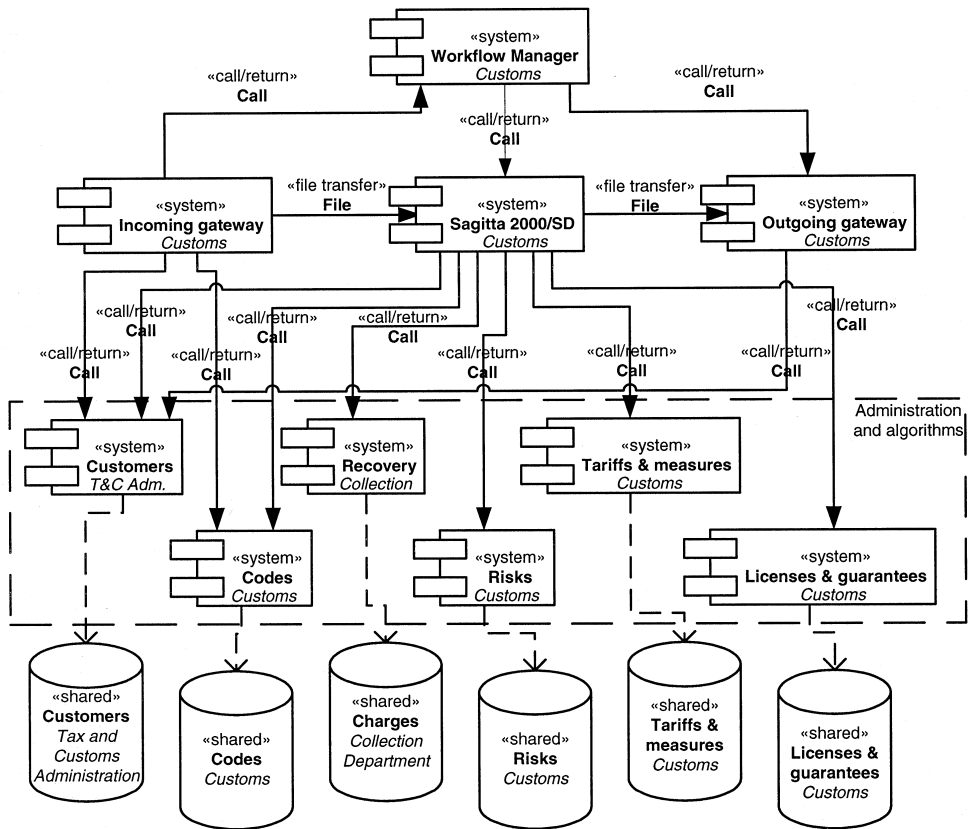 «system»
Workflow Manager
Customs
«call/return»
Call
«call/return»
Call
«call/return»
Call
«system»
Incoming gateway
Customs
«file transfer»
File
«system»
Sagitta 2000/SD
Customs
«file transfer»
File
«system»
Outgoing gateway
Customs
«call/return»
Call
«call/return»
Call
«call/return»
Call
«call/return»
Call
«call/return»
Call
«call/return»
Call
«call/return»
Call
«call/return»
Call
«call/return»
Call
Administration
and algorithms
«system»
Customers
T&C Adm.
«system»
Recovery
Collection
«system»
Tariffs & measures
Customs
«system»
Codes
Customs
«system»
Risks
Customs
«system»
Licenses & guarantees
Customs
«shared»
Customers
Tax and
Customs
Administration
«shared»
Codes
Customs
«shared»
Charges
Collection
Department
«shared»
Risks
Customs
«shared»
Tariffs &
measures
Customs
«shared»
Licenses &
guarantees
Customs